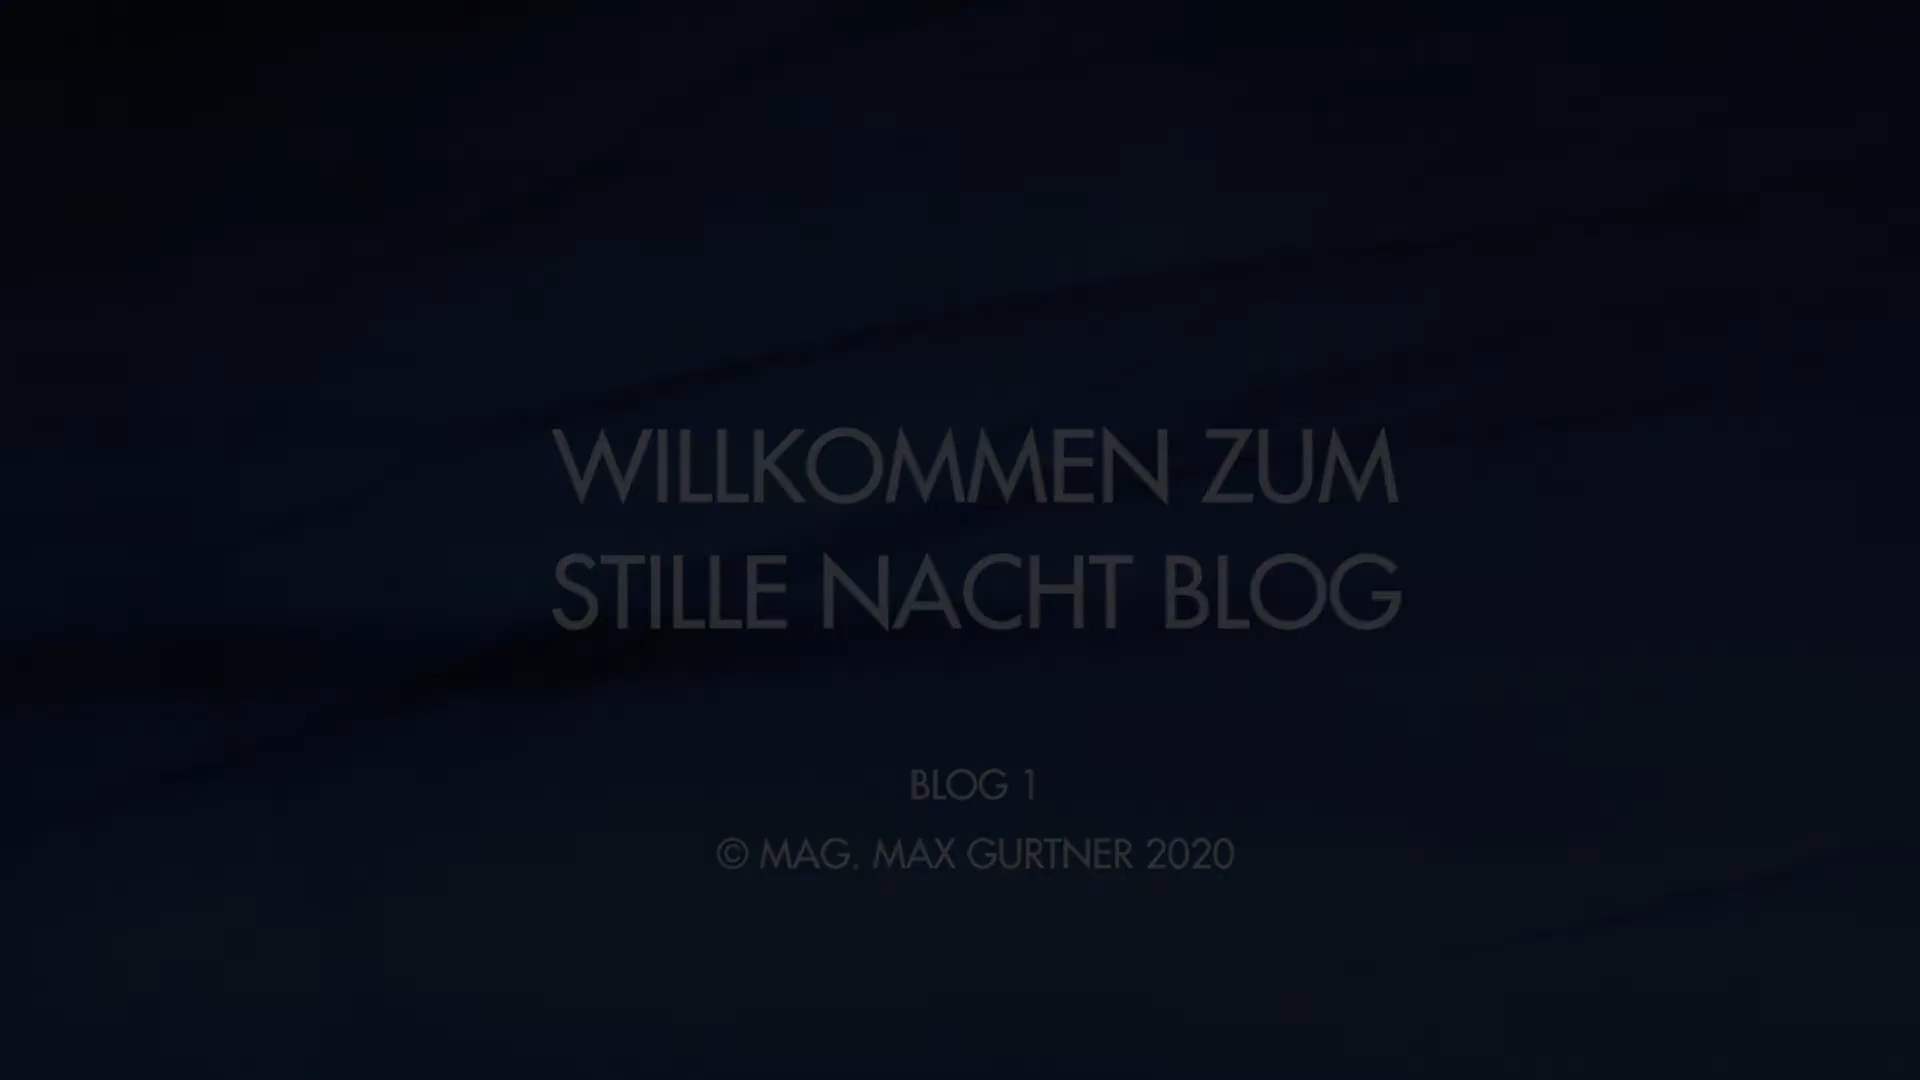 WILLKOMMEN ZUM
STILLE NACHT BLOG
BLOG 1
© MAG. MAX GURTNER 2020